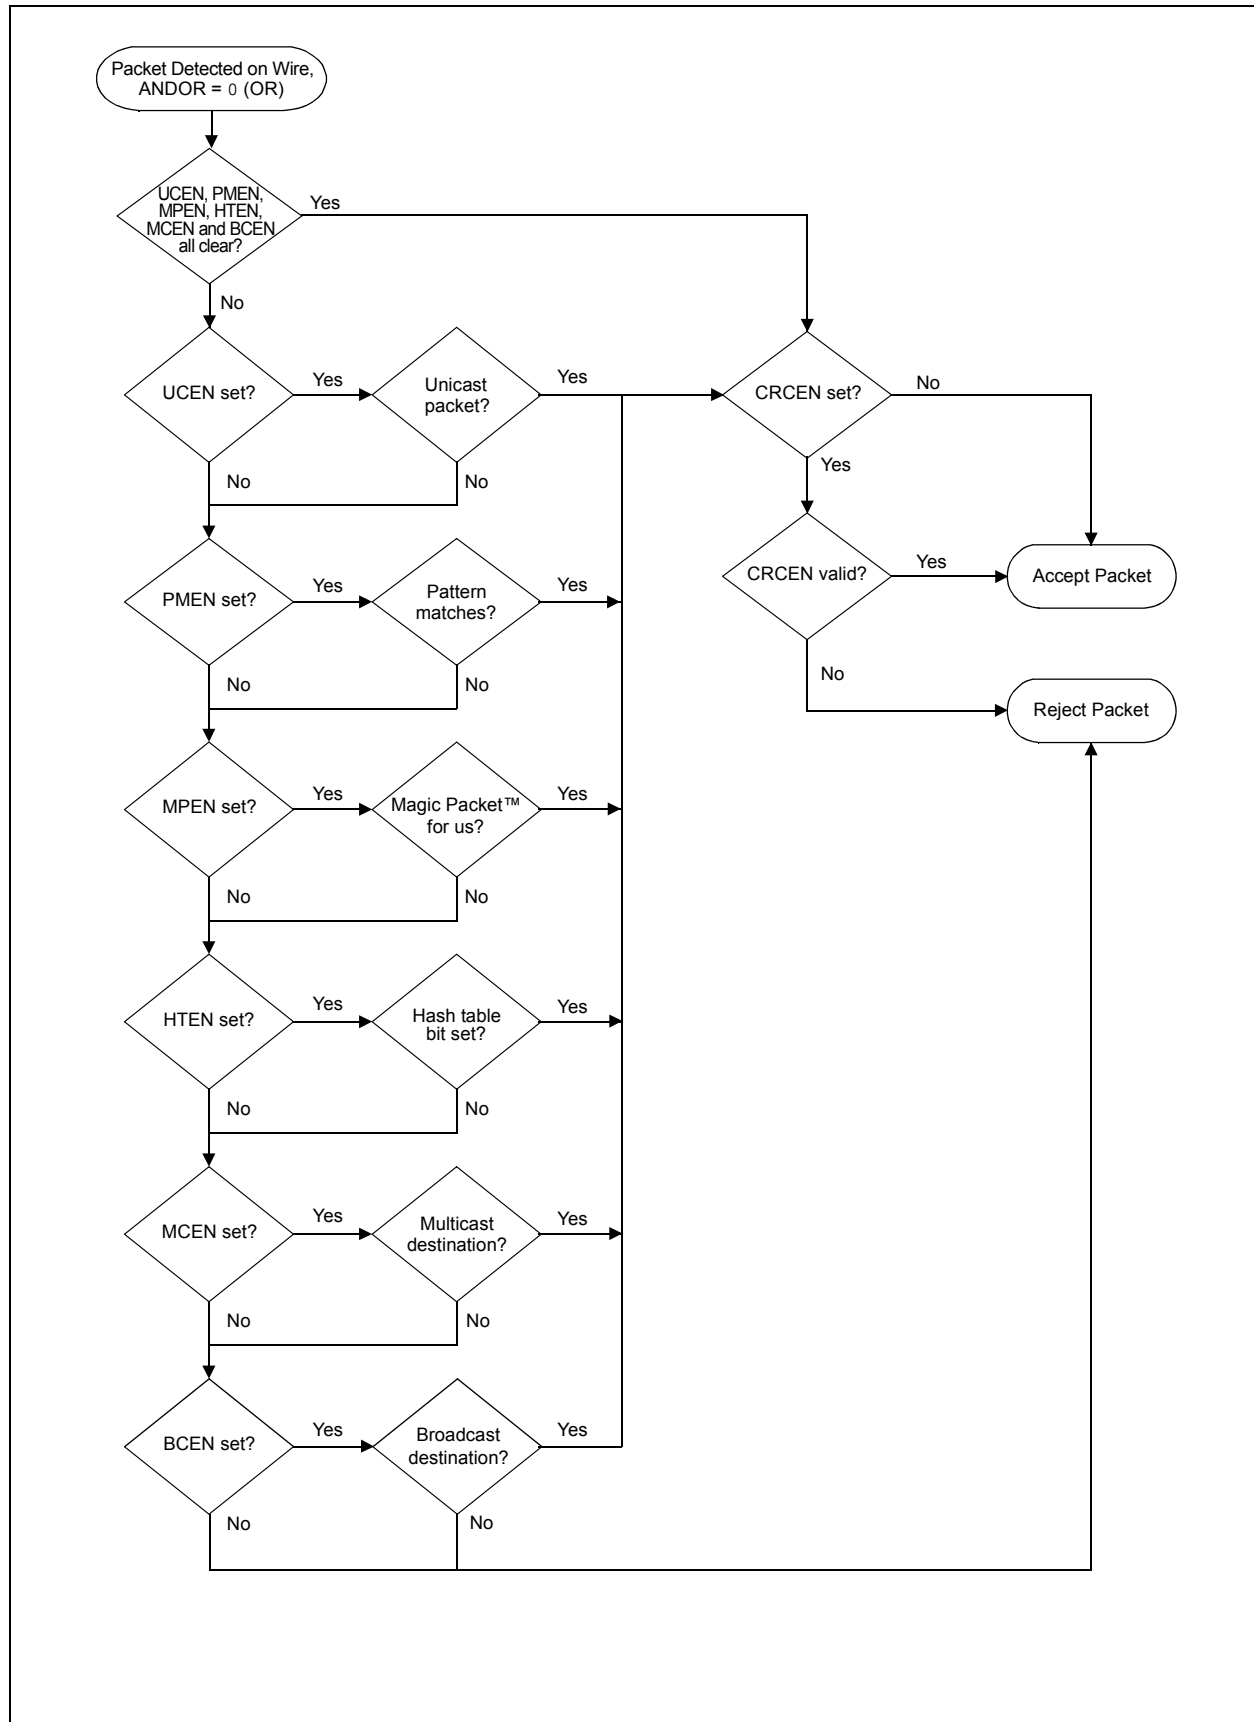 Packet Detected on Wire,
ANDOR = 0 (OR)
UCEN, PMEN,
MPEN, HTEN,
MCEN and BCEN
all clear?
Yes
No
UCEN set?
Yes
Unicast
packet?
Yes
CRCEN set?
No
No
No
Yes
PMEN set?
Yes
Pattern
matches?
Yes
CRCEN valid?
Yes
Accept Packet
No
No
No
Reject Packet
MPEN set?
Yes
Magic Packet™
for us?
Yes
No
No
HTEN set?
Yes
Hash table
bit set?
Yes
No
No
MCEN set?
Yes
Multicast
destination?
Yes
No
No
BCEN set?
Yes
Broadcast
destination?
Yes
No
No